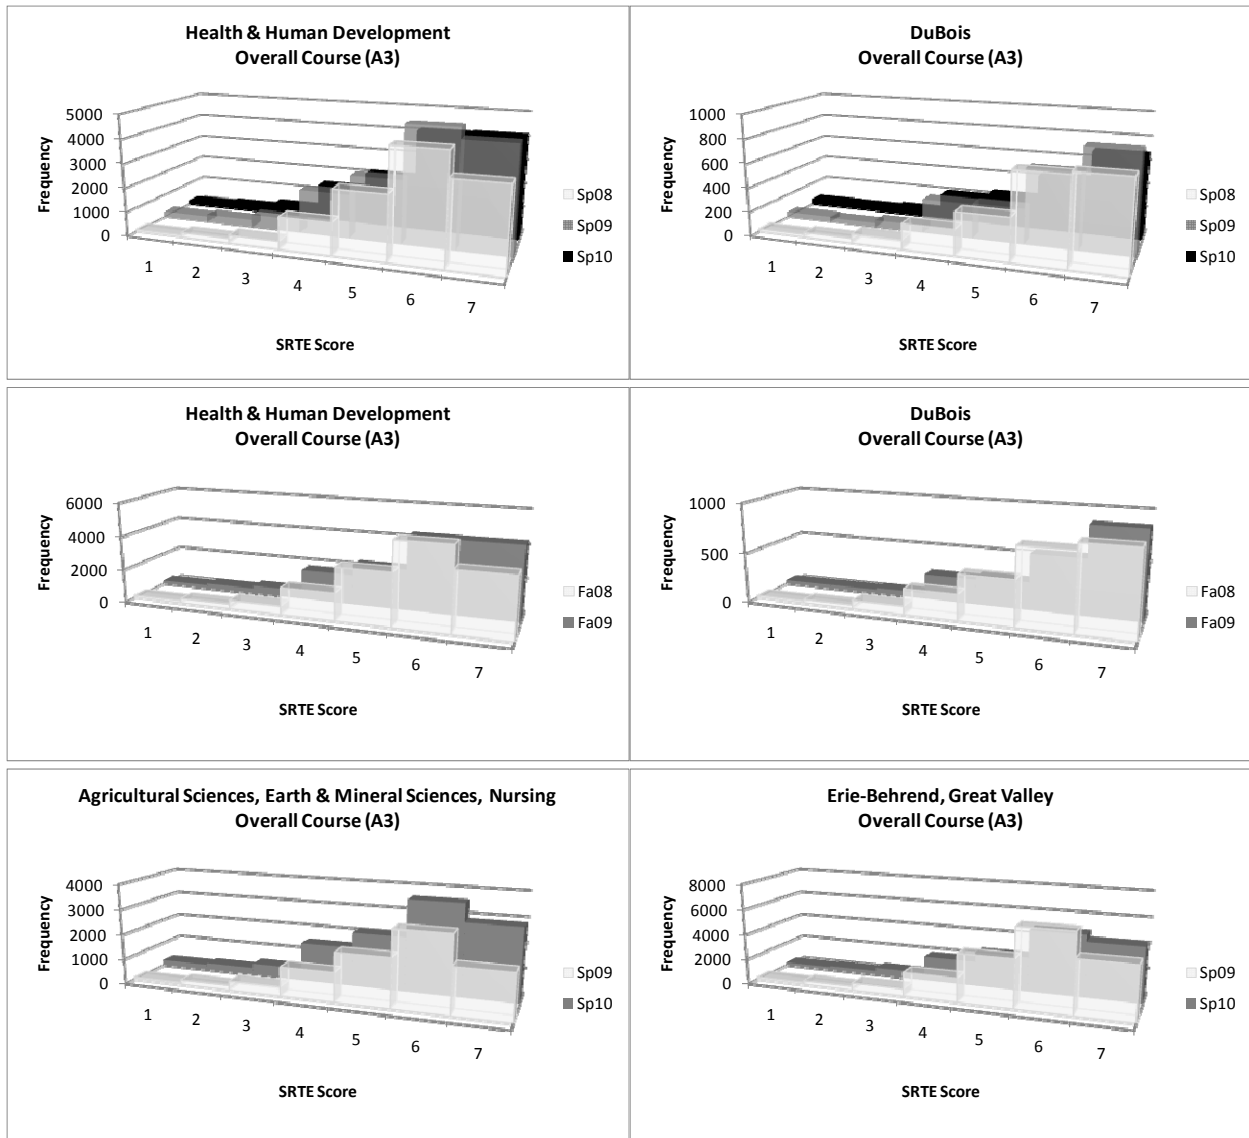 Health & Human Development
Overall Course (A3)
Frequency
5000
4000
3000
2000
1000
0
1
2
3
4
5
6
7
SRTE Score
Sp08
Sp09
Sp10
DuBois
Overall Course (A3)
Frequency
1000
800
600
400
200
0
1
2
3
4
5
6
7
SRTE Score
Sp08
Sp09
Sp10
Health & Human Development
Overall Course (A3)
Frequency
6000
4000
2000
0
1
2
3
4
5
6
7
SRTE Score
Fa08
Fa09
DuBois
Overall Course (A3)
Frequency
1000
500
0
1
2
3
4
5
6
7
SRTE Score
Fa08
Fa09
Agricultural Sciences, Earth & Mineral Sciences, Nursing
Overall Course (A3)
Frequency
4000
3000
2000
1000
0
1
2
3
4
5
6
7
SRTE Score
Sp09
Sp10
Erie-Behrend, Great Valley
Overall Course (A3)
Frequency
8000
6000
4000
2000
0
1
2
3
4
5
6
7
SRTE Score
Sp09
Sp10